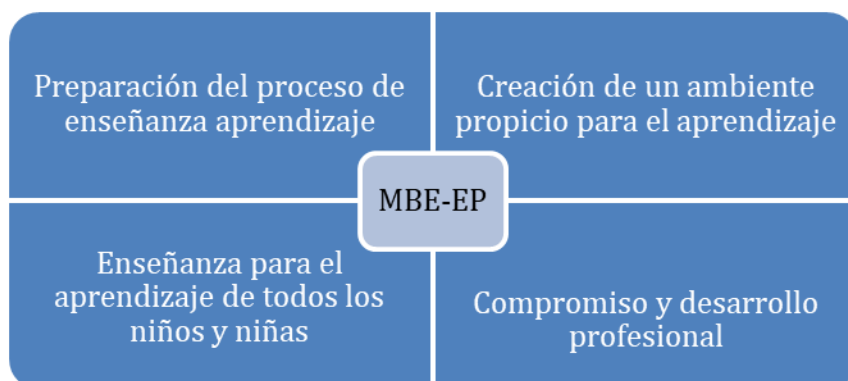 Preparación del proceso de
enseñanza aprendizaje
Creación de un ambiente
propicio para el aprendizaje
MBE-EP
Enseñanza para el
aprendizaje de todos los
niños y niñas
Compromiso y desarrollo
profesional